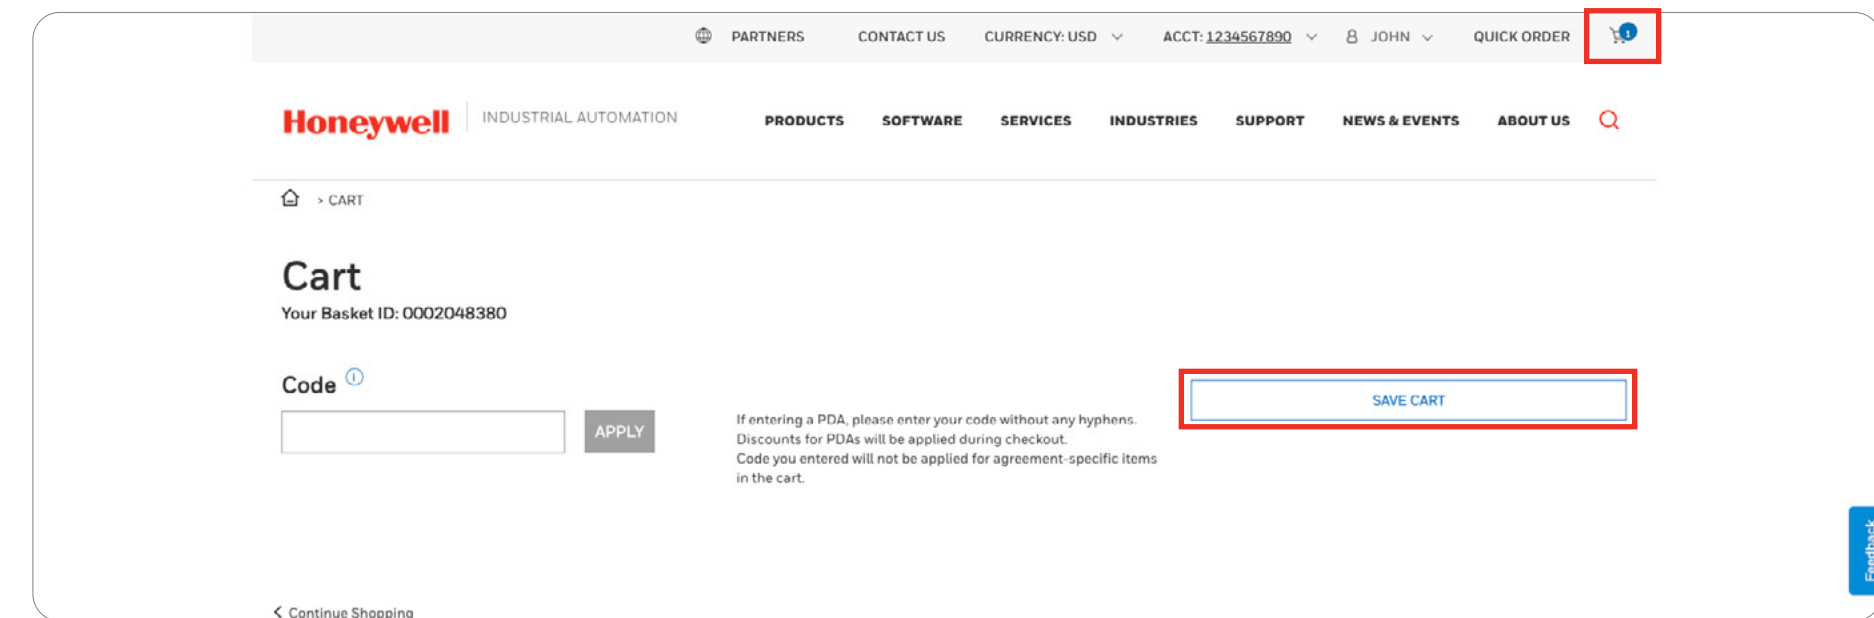 PARTNERS CONTACT US CURRENCY: USD ACCT: 1234567890 JOHN QUICK ORDER 1
Honeywell INDUSTRIAL AUTOMATION PRODUCTS SOFTWARE SERVICES INDUSTRIES SUPPORT NEWS & EVENTS ABOUT US
> CART
Cart
Your Basket ID: 0002048380
Code
APPLY
If entering a PDA, please enter your code without any hyphens.
Discounts for PDAs will be applied during checkout.
Code you entered will not be applied for agreement-specific items
in the cart.
SAVE CART
Feedback
Continue Shopping